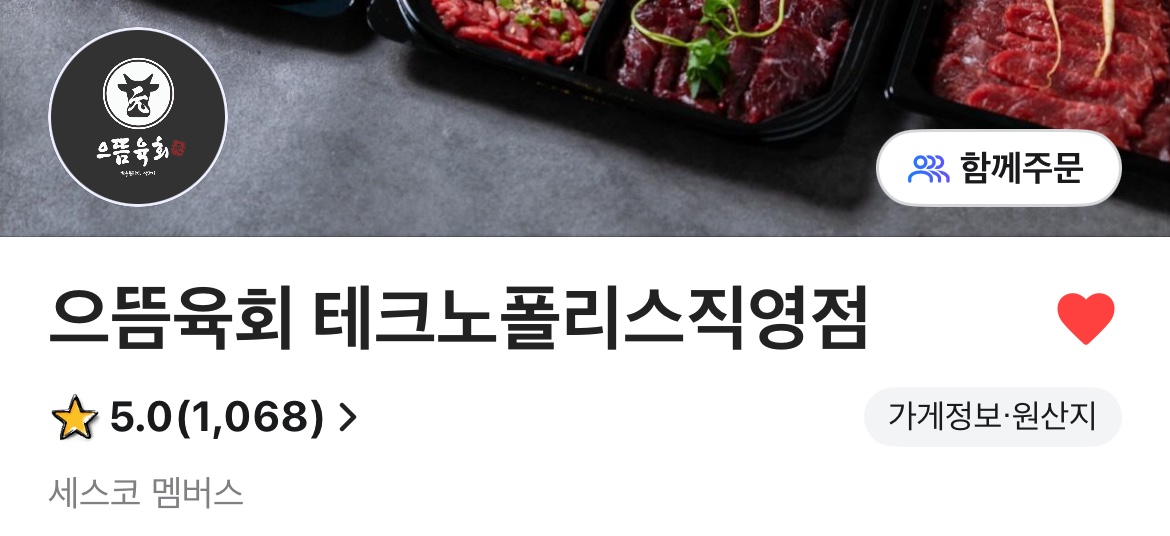 元
으뜸육회
함께주문
으뜸육회 테크노폴리스직영점
5.0(1,068)
가게정보·원산지
세스코 멤버스